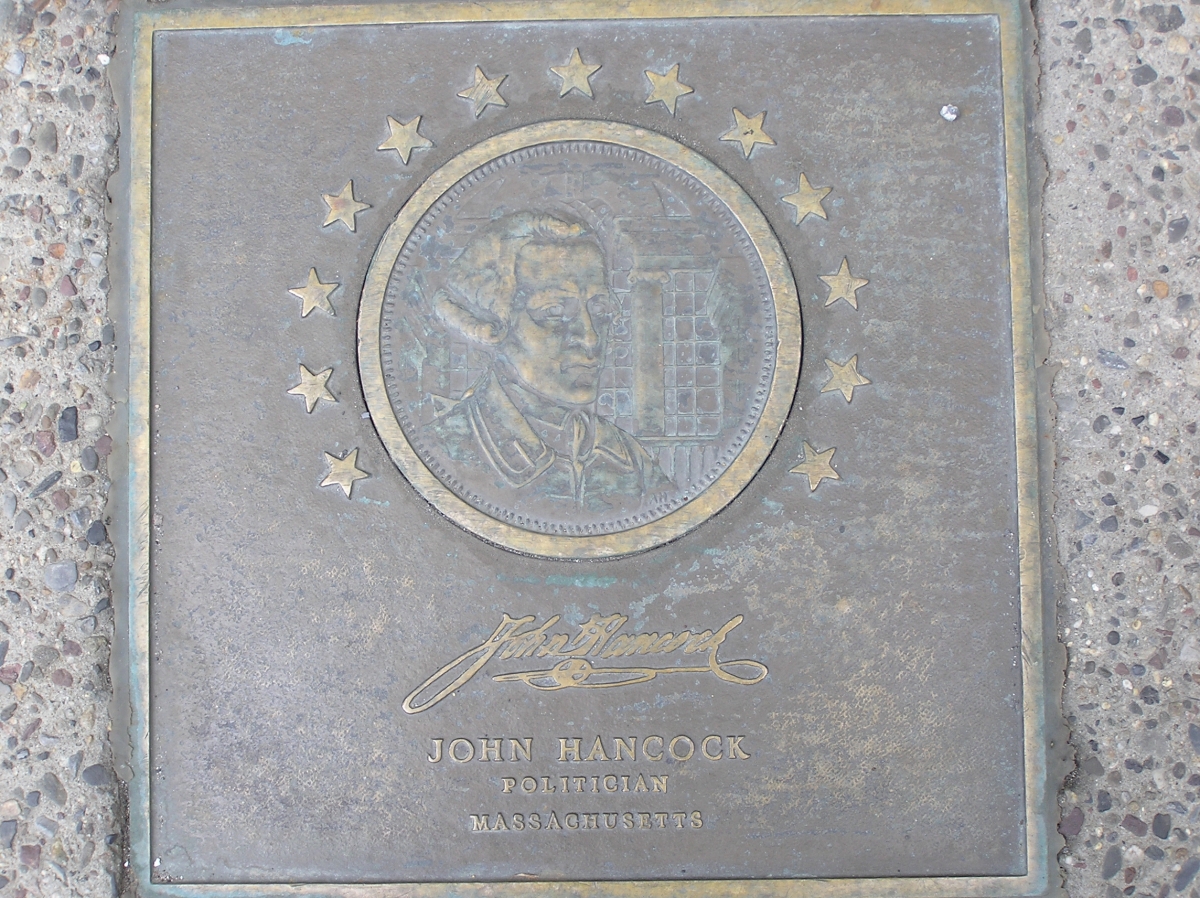 John Hancock
JOHN HANCOCK
POLITICIAN
MASSACHUSETTS